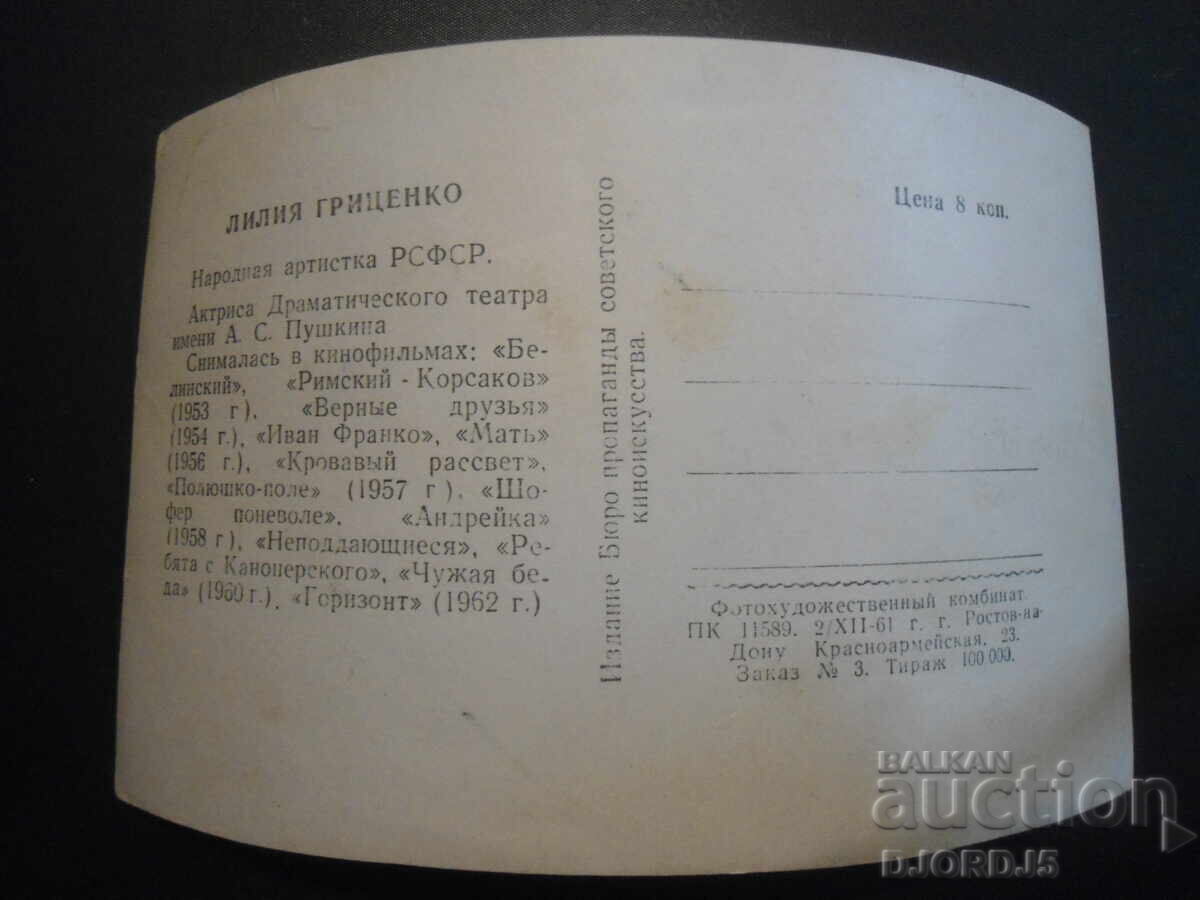 ЛИЛИЯ ГРИЦЕНКО
Народная артистка РСФСР.
Актриса Драматического театра
имени А. С. Пушкина
Снималась в кинофильмах: «Бе-
линский», «Римский - Корсаков»
(1953 г), «Верные друзья»
(1954 г.), «Иван Франко», «Мать»
(1956 г.), «Кровавый рассвет»,
«Полюшко-поле» (1957 г), «Шо-
фер поневоле», «Андрейка»
(1958 г), «Неподдающиеся», «Ре-
бята с Канонерского», «Чужая бе-
да» (1960 г.), «Горизонт» (1962 г.)
Издание Бюро пропаганды советского
киноискусства.
Цена 8 коп.
Фотохудожественный комбинат
ПК 11589. 2/XII-61 г. г. Ростов-на-
Дону Красноармейская, 23.
Заказ № 3. Тираж 100 000.
BALKAN
auction
DJORDJ5